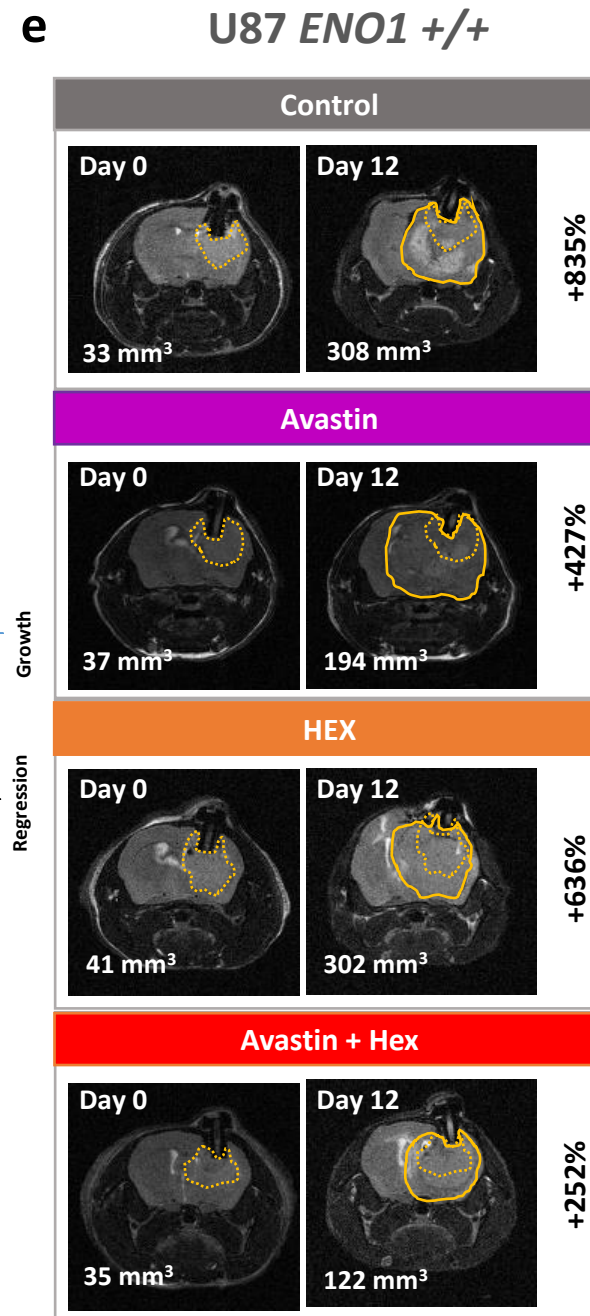 e
U87 ENO1 +/+
Control
Day 0
Day 12
33 mm³
308 mm³
+835%
Avastin
Day 0
Day 12
37 mm³
194 mm³
+427%
Growth
HEX
Regression
Day 0
Day 12
41 mm³
302 mm³
+636%
Avastin + Hex
Day 0
Day 12
35 mm³
122 mm³
+252%